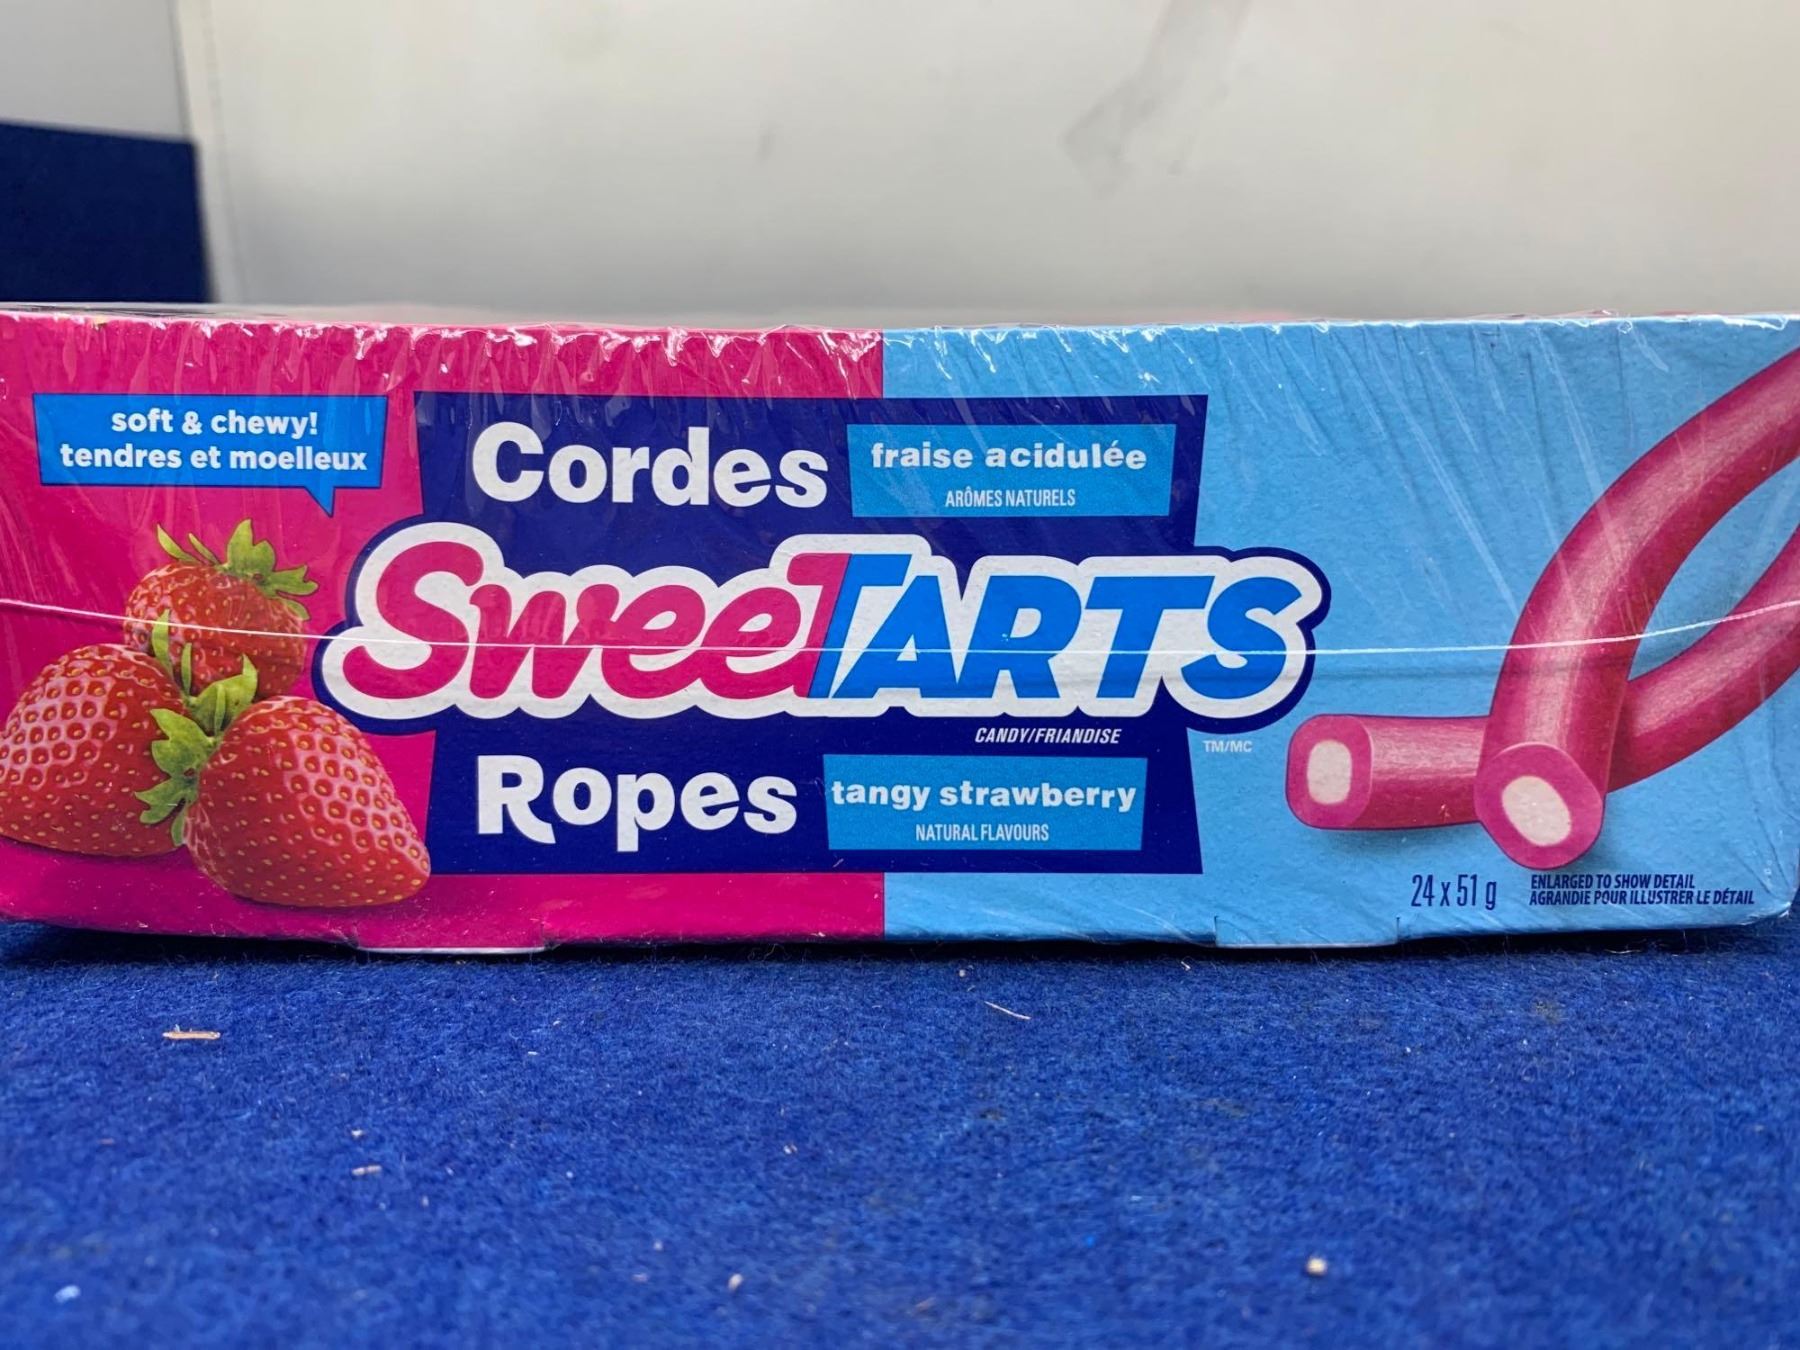 soft & chewy!
tendres et moelleux
Cordes
fraise acidulée
ARÔMES NATURELS
SweeTARTS
CANDY/FRIANDISE
TM/MC
Ropes
tangy strawberry
NATURAL FLAVOURS
24 x 51 g
ENLARGED TO SHOW DETAIL
AGRANDIE POUR ILLUSTRER LE DÉTAIL